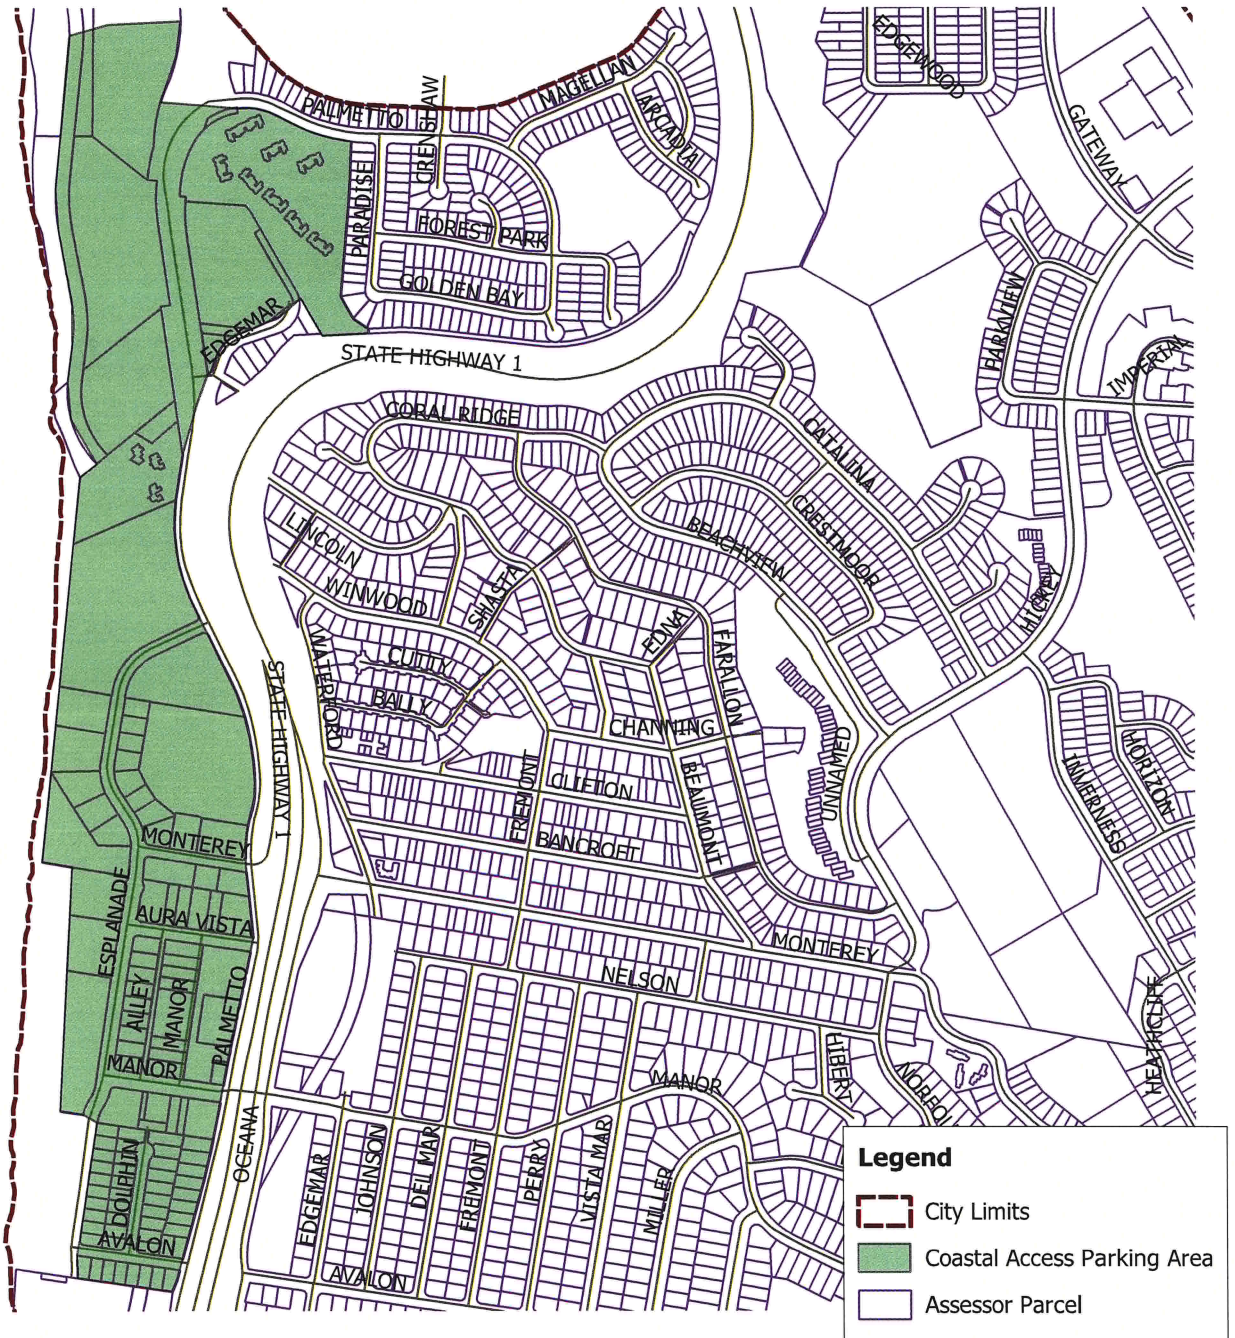 EDGEWOOD
MAGELLAN
PALMETTO
CRENSHAW
ARCADIA
GATEWAY
PARADISE
FOREST PARK
GOLDEN BAY
EDGEMAR
STATE HIGHWAY 1
PARKVIEW
IMPERIAL
CORAL RIDGE
CATALINA
CRESTMOOR
BEACHVIEW
LINCOLN
WINWOOD
SHASTA
HICKEY
EDNA
FARALLON
WATERFORD
CUTTY
BALLY
STATE HIGHWAY 1
CHANNING
UNNAMED
HORIZON
INVERNESS
FREMONT
CLIFTON
BEAUMONT
BANCROFT
MONTEREY
ESPLANADE
AURA VISTA
MONTEREY
NELSON
ALLEY
MANOR
PALMETTO
HEATHCLIFF
MANOR
MANOR
HIBERT
OCEANA
DOLPHIN
EDGEMAR
JOHNSON
DELL MAR
FREMONT
PERRY
VISTA MAR
MILLER
AVALON
AVALON
Legend
City Limits
Coastal Access Parking Area
Assessor Parcel